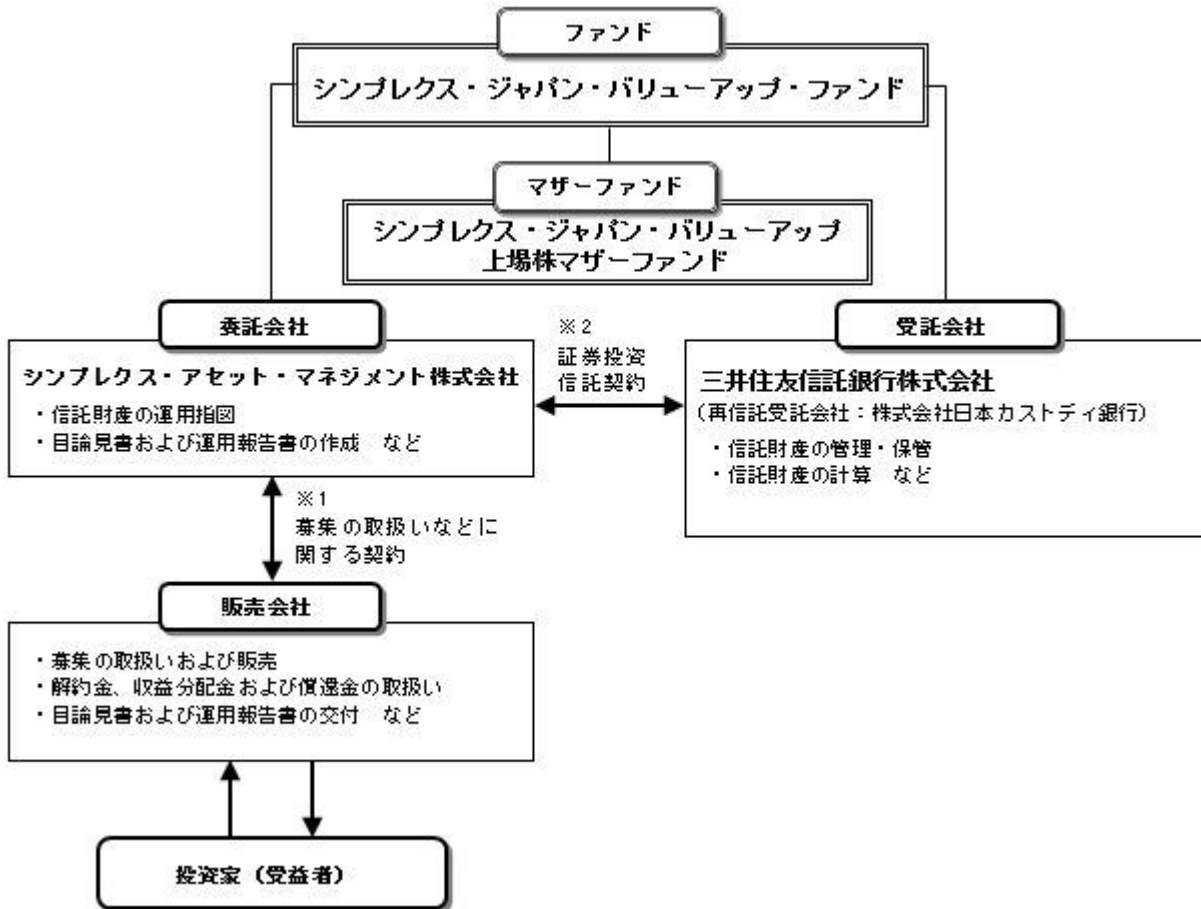 ファンド
シンプレクス・ジャパン・バリューアップ・ファンド
マザーファンド
シンプレクス・ジャパン・バリューアップ
上場株マザーファンド
委託会社
シンプレクス・アセット・マネジメント株式会社
・信託財産の運用指図
・目論見書および運用報告書の作成 など
※2
証券投資
信託契約
受託会社
三井住友信託銀行株式会社
(再信託受託会社：株式会社日本カストディ銀行)
・信託財産の管理・保管
・信託財産の計算 など
※1
募集の取扱いなどに
関する契約
販売会社
・募集の取扱いおよび販売
・解約金、収益分配金および償還金の取扱い
・目論見書および運用報告書の交付 など
投資家（受益者）